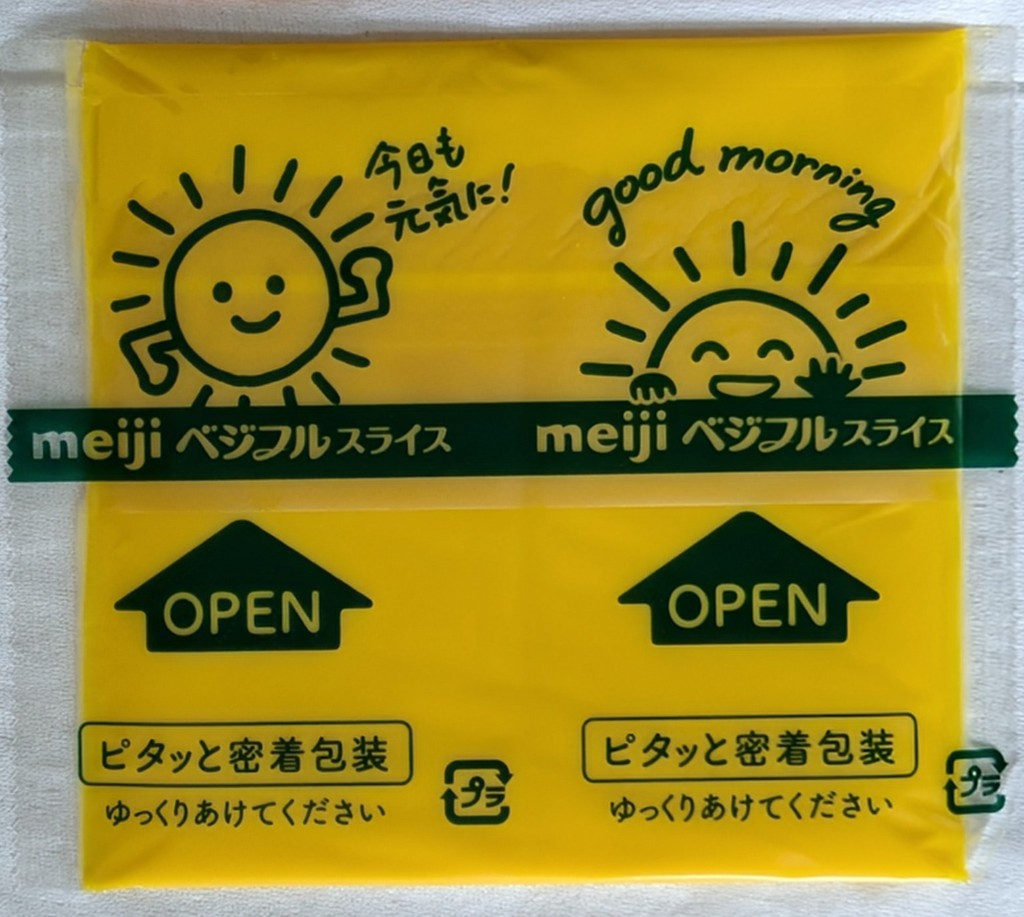 今日も
元気に!
good morning
meiji ベジフルスライス
meiji ベジフルスライス
OPEN
OPEN
ピタッと密着包装
ゆっくりあけてください
プラ
ピタッと密着包装
ゆっくりあけてください
プラ